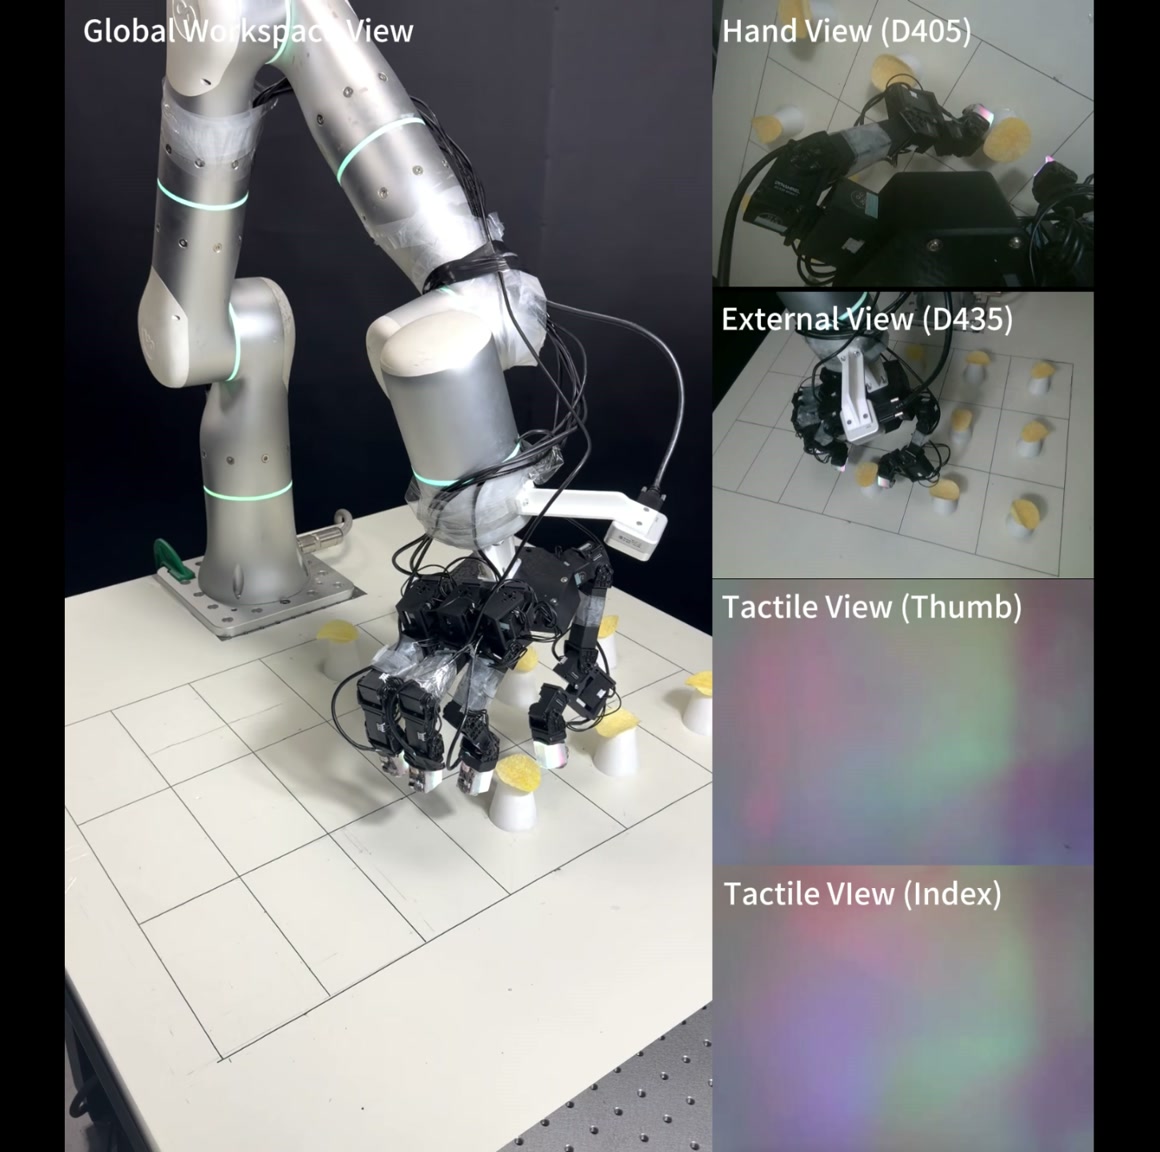 Global Workspace View
Hand View (D405)
External View (D435)
Tactile View (Thumb)
Tactile VIew (Index)